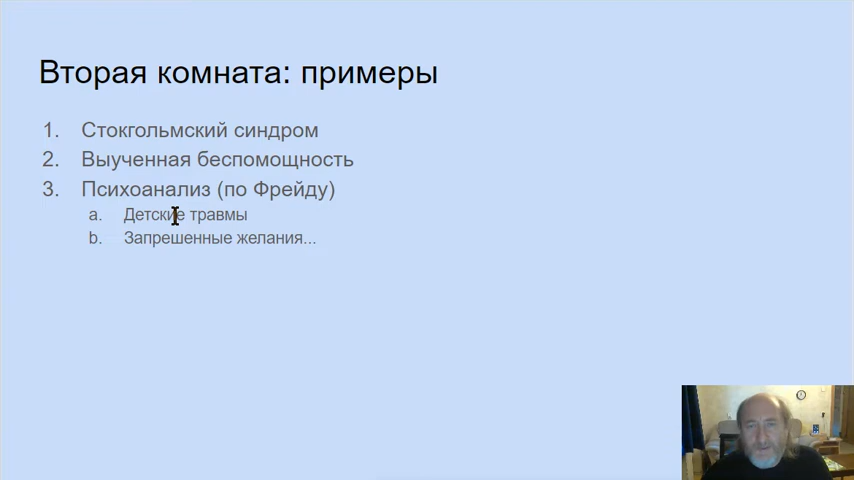 Вторая комната: примеры
1. Стокгольмский синдром
2. Выученная беспомощность
3. Психоанализ (по Фрейду)
a. Детские травмы
b. Запрешенные желания...